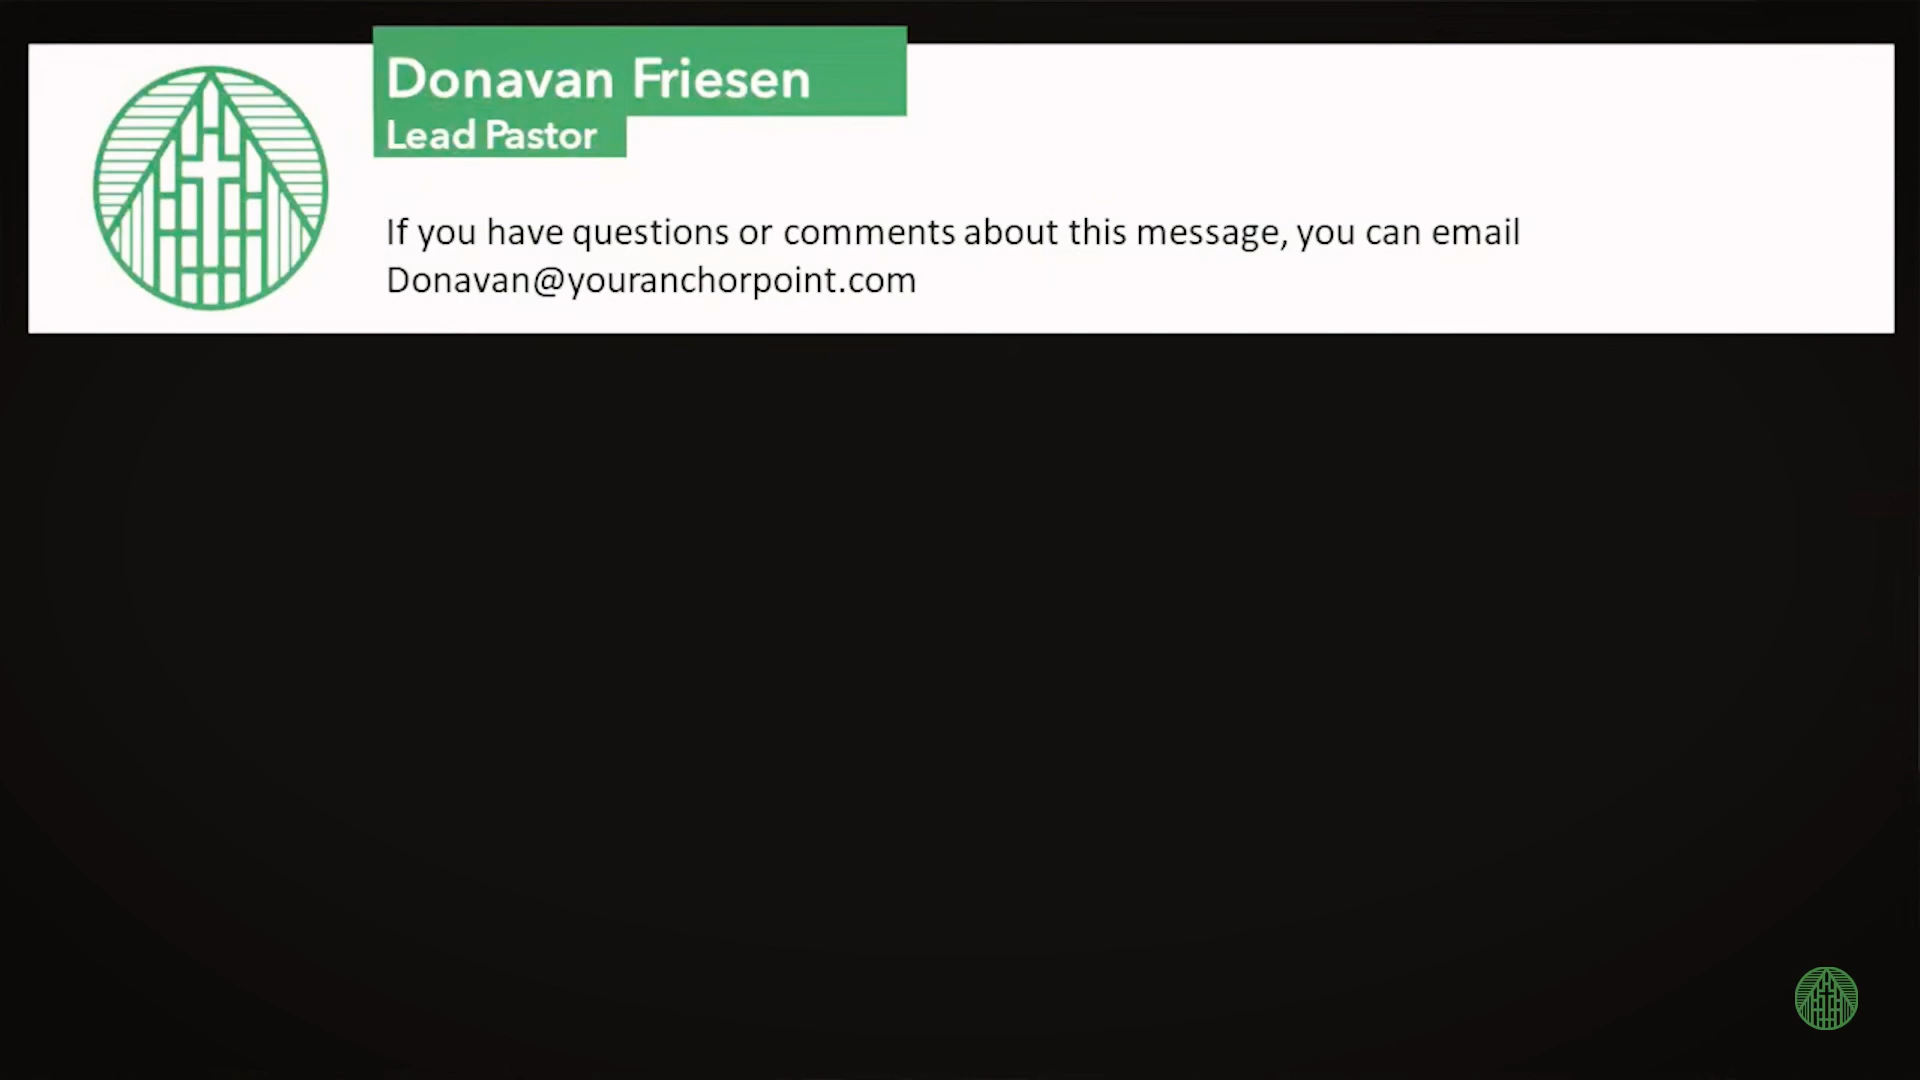 Donavan Friesen
Lead Pastor
If you have questions or comments about this message, you can email
Donavan@youranchorpoint.com